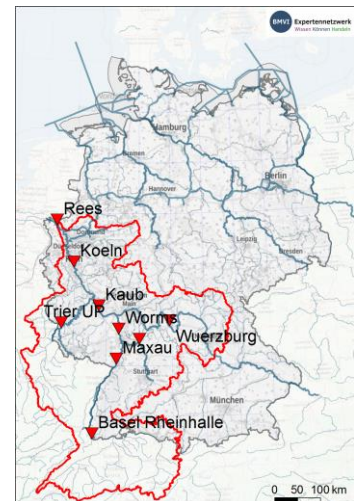 BMVI Expertennetzwerk
Wissen Können Handeln
Hamburg
Bremen
Berlin
Hannover
Rees
Leipzig
Dresden
Koeln
Kaub
Main
Trier UP
Worms
Wuerzburg
Maxau
Stuttgart
München
Basel Rheinhalle
0 50 100 km